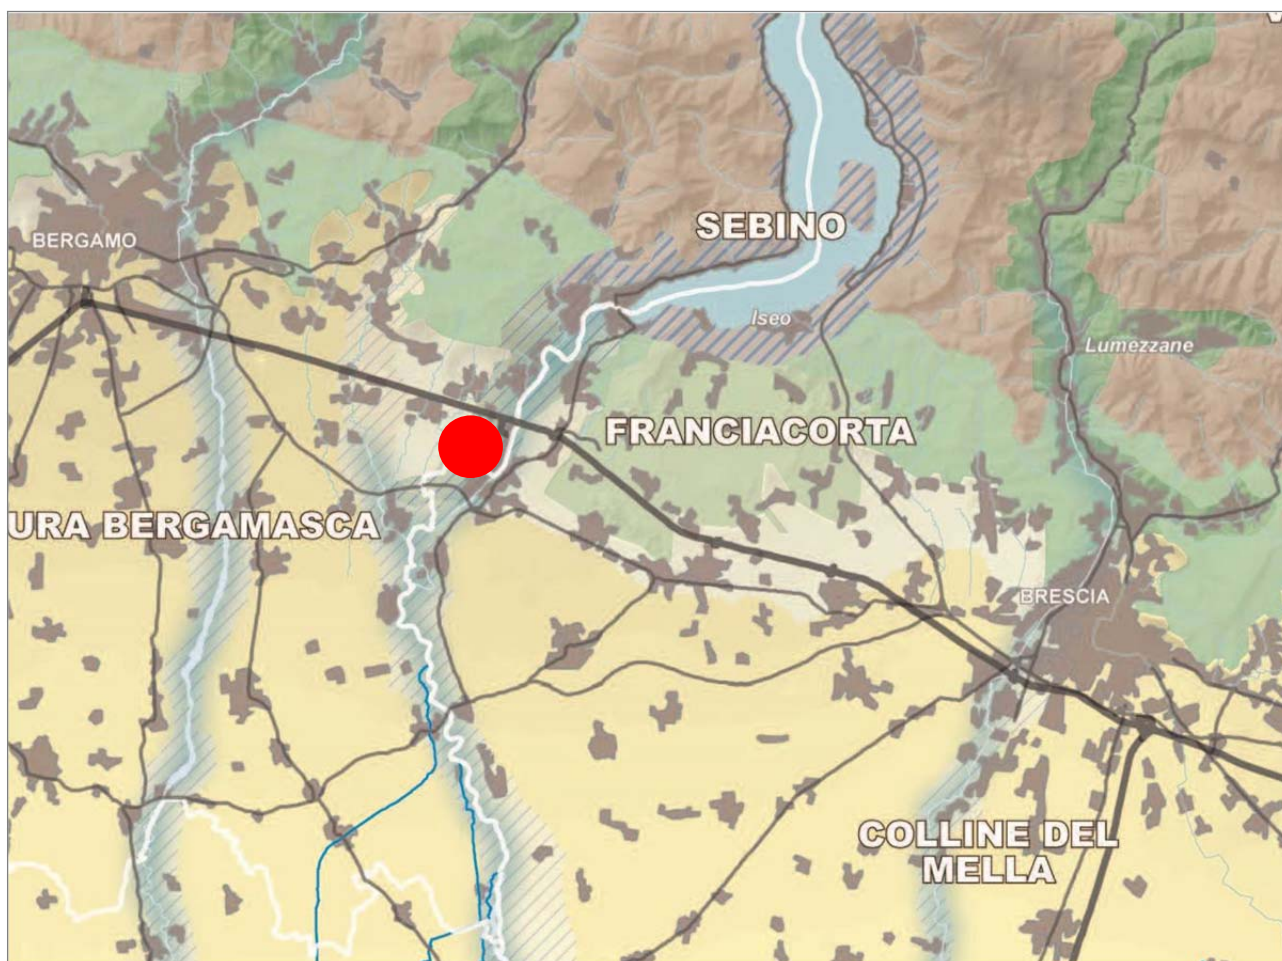 SEBINO
BERGAMO
Iseo
Lumezzane
FRANCIACORTA
URA BERGAMASCA
BRESCIA
COLLINE DEL
MELLA